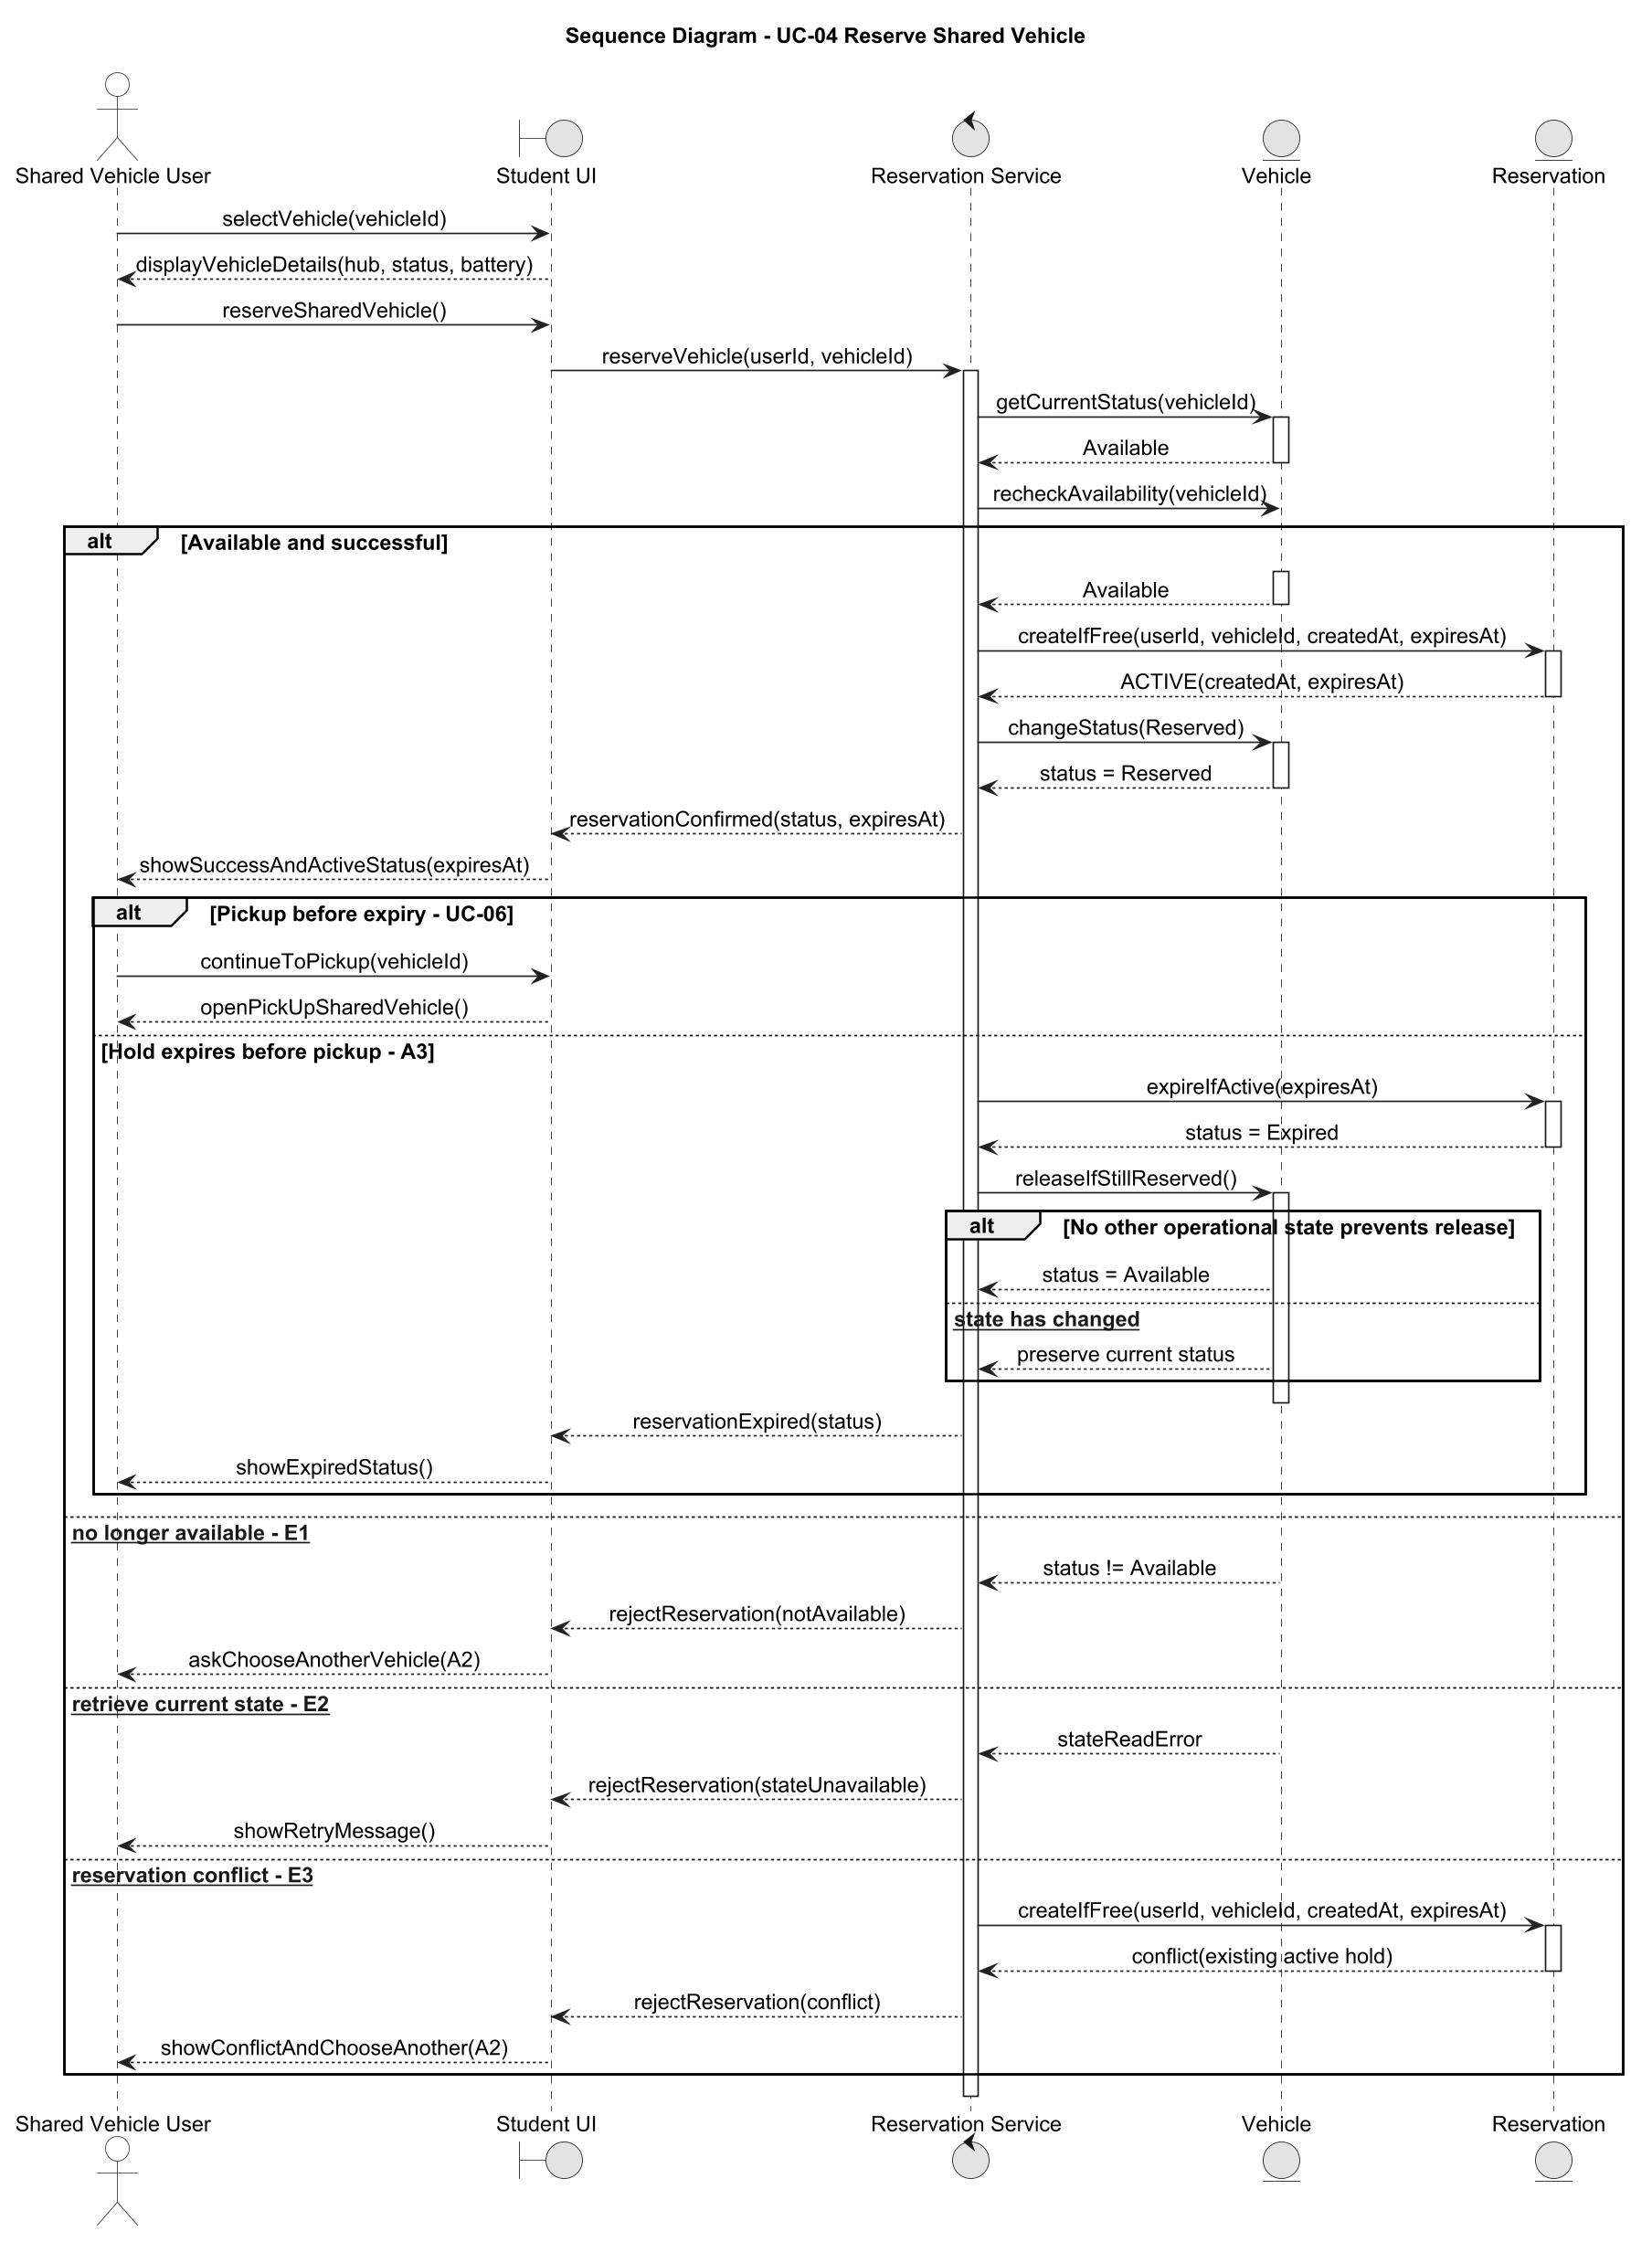 Sequence Diagram - UC-04 Reserve Shared Vehicle
Shared Vehicle User
Student UI
Reservation Service
Vehicle
Reservation
selectVehicle(vehicleId)
displayVehicleDetails(hub, status, battery)
reserveSharedVehicle()
reserveVehicle(userId, vehicleId)
getCurrentStatus(vehicleId)
Available
recheckAvailability(vehicleId)
alt [Available and successful]
Available
createIfFree(userId, vehicleId, createdAt, expiresAt)
ACTIVE(createdAt, expiresAt)
changeStatus(Reserved)
status = Reserved
reservationConfirmed(status, expiresAt)
showSuccessAndActiveStatus(expiresAt)
alt [Pickup before expiry - UC-06]
continueToPickup(vehicleId)
openPickUpSharedVehicle()
[Hold expires before pickup - A3]
expireIfActive(expiresAt)
status = Expired
releaseIfStillReserved()
alt [No other operational state prevents release]
status = Available
state has changed
preserve current status
reservationExpired(status)
showExpiredStatus()
no longer available - E1
status != Available
rejectReservation(notAvailable)
askChooseAnotherVehicle(A2)
retrieve current state - E2
stateReadError
rejectReservation(stateUnavailable)
showRetryMessage()
reservation conflict - E3
createIfFree(userId, vehicleId, createdAt, expiresAt)
conflict(existing active hold)
rejectReservation(conflict)
showConflictAndChooseAnother(A2)
Shared Vehicle User
Student UI
Reservation Service
Vehicle
Reservation